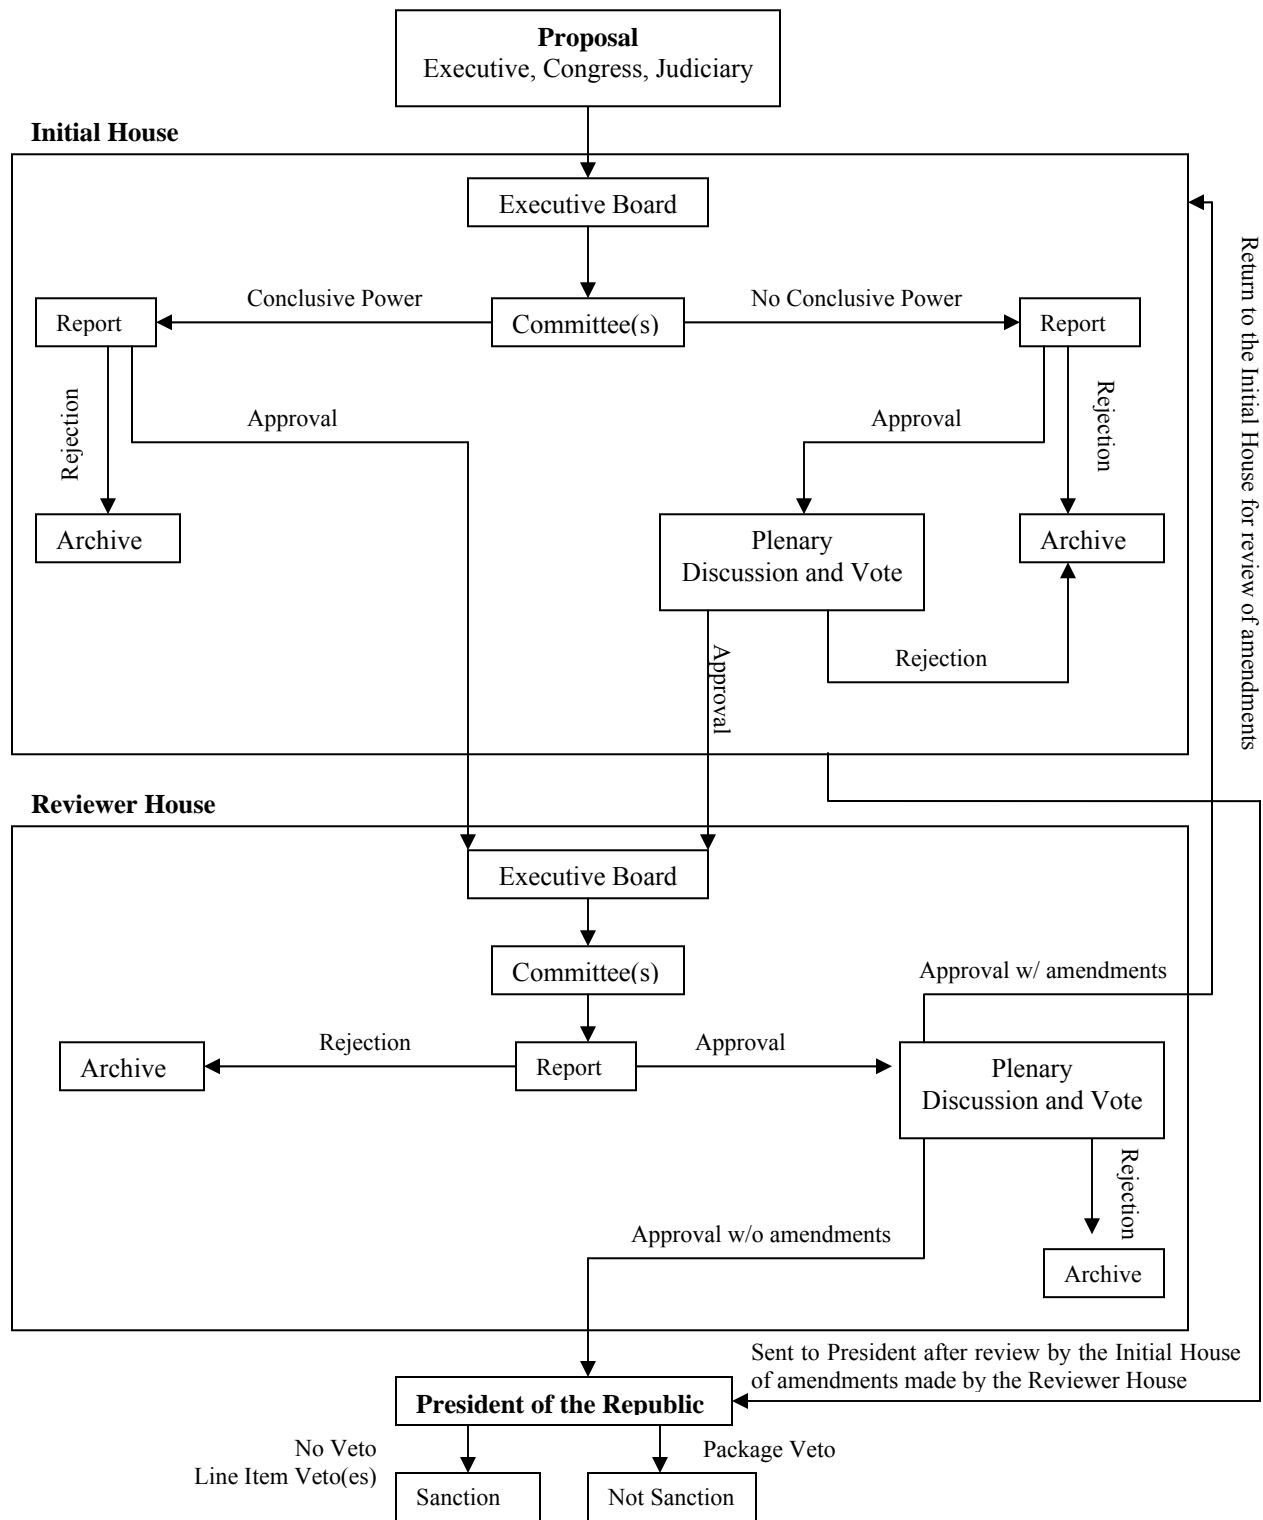 Proposal
Executive, Congress, Judiciary
Initial House
Executive Board
Conclusive Power
No Conclusive Power
Report
Committee(s)
Report
Rejection
Approval
Approval
Rejection
Archive
Plenary
Discussion and Vote
Archive
Approval
Rejection
Return to the Initial House for review of amendments
Reviewer House
Executive Board
Committee(s)
Approval w/ amendments
Archive
Rejection
Report
Approval
Plenary
Discussion and Vote
Rejection
Approval w/o amendments
Archive
Sent to President after review by the Initial House
of amendments made by the Reviewer House
President of the Republic
No Veto
Line Item Veto(es)
Package Veto
Sanction
Not Sanction